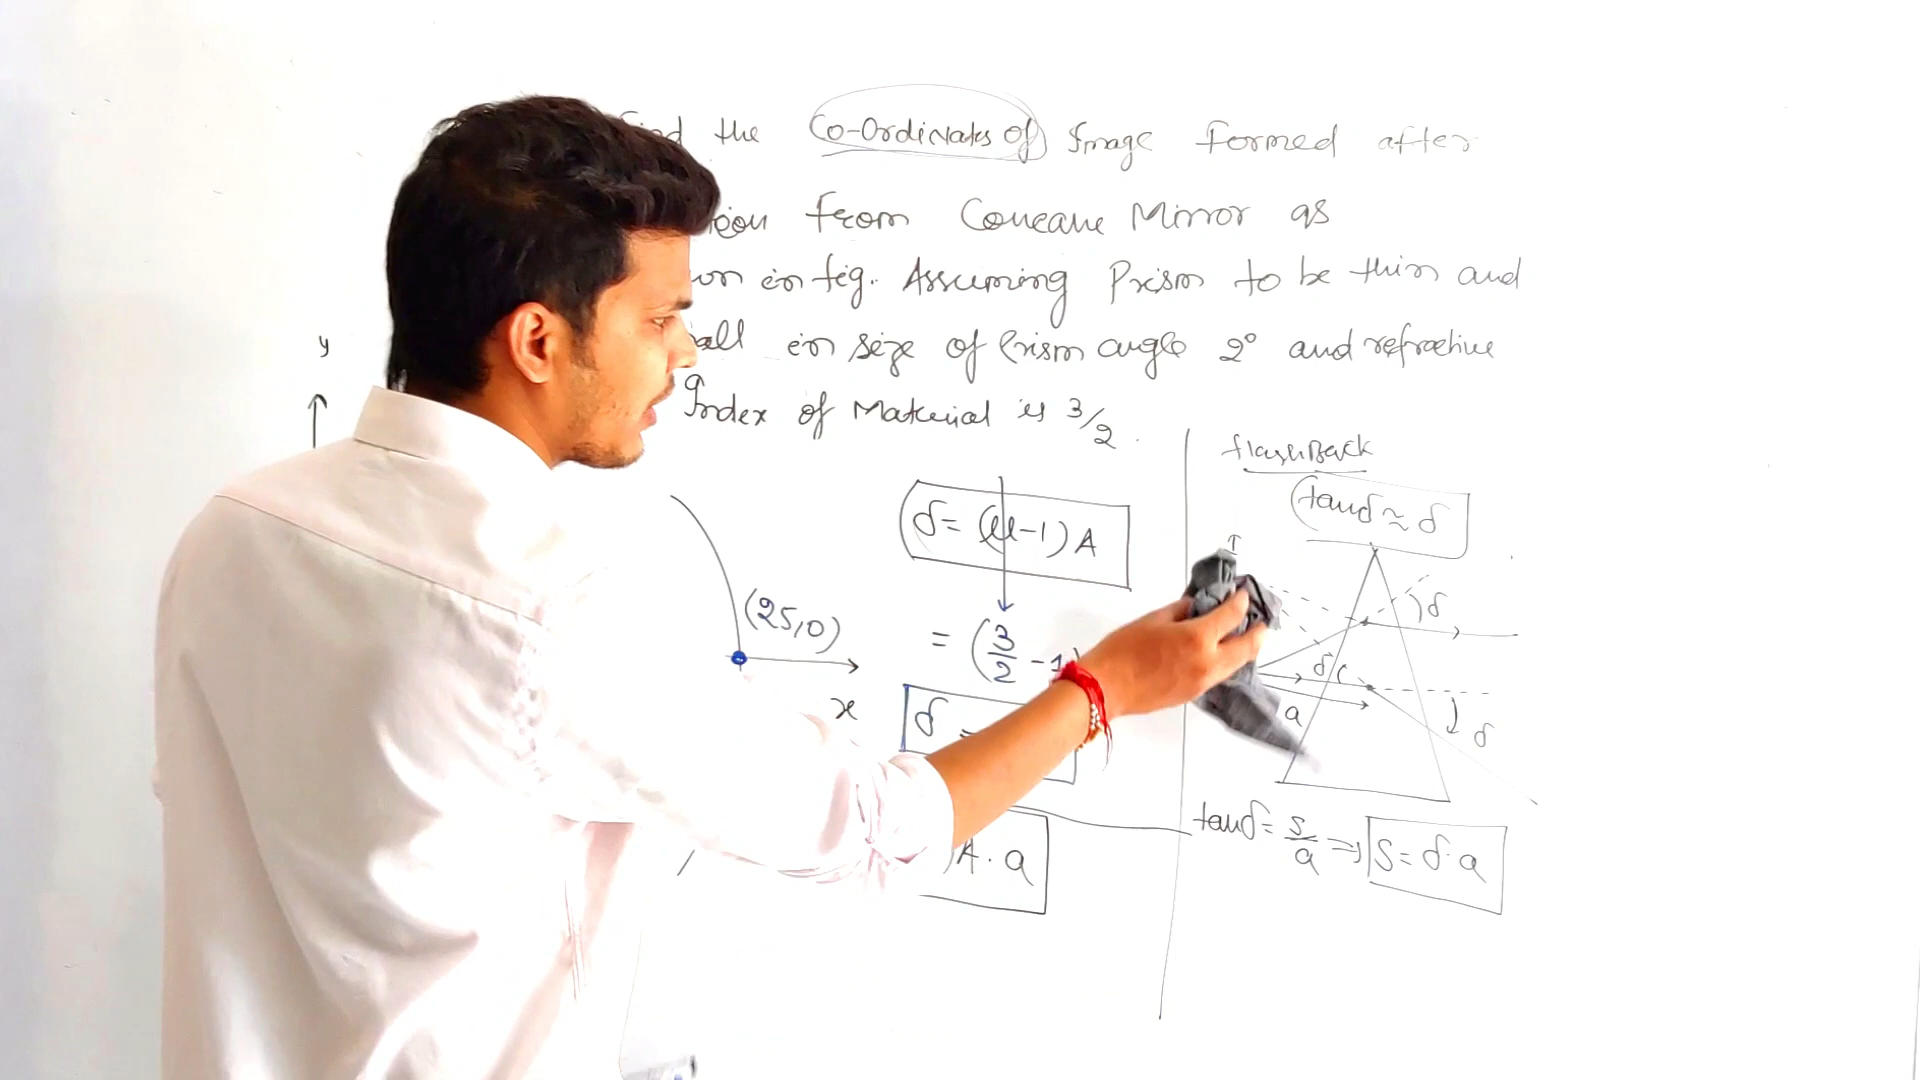 the Co-Ordinates of Image formed after
from Concave Mirror as
in fig. Assuming Prism to be thin and
in size of Prism angle 2° and refractive
Index of Material is 3/2.
y
flashBack
tanδ ≈ δ
δ = (μ-1) A
(25,0)
= (3/2 - 1
x
δ =
δ
δ
a
δ
A · a
tanδ = s/a => S = δ·a